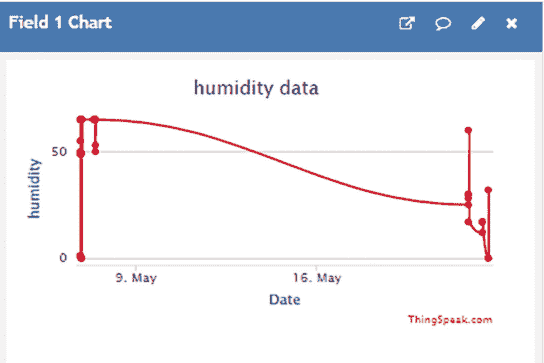 Field 1 Chart
humidity data
humidity
50
0
9. May
16. May
Date
ThingSpeak.com